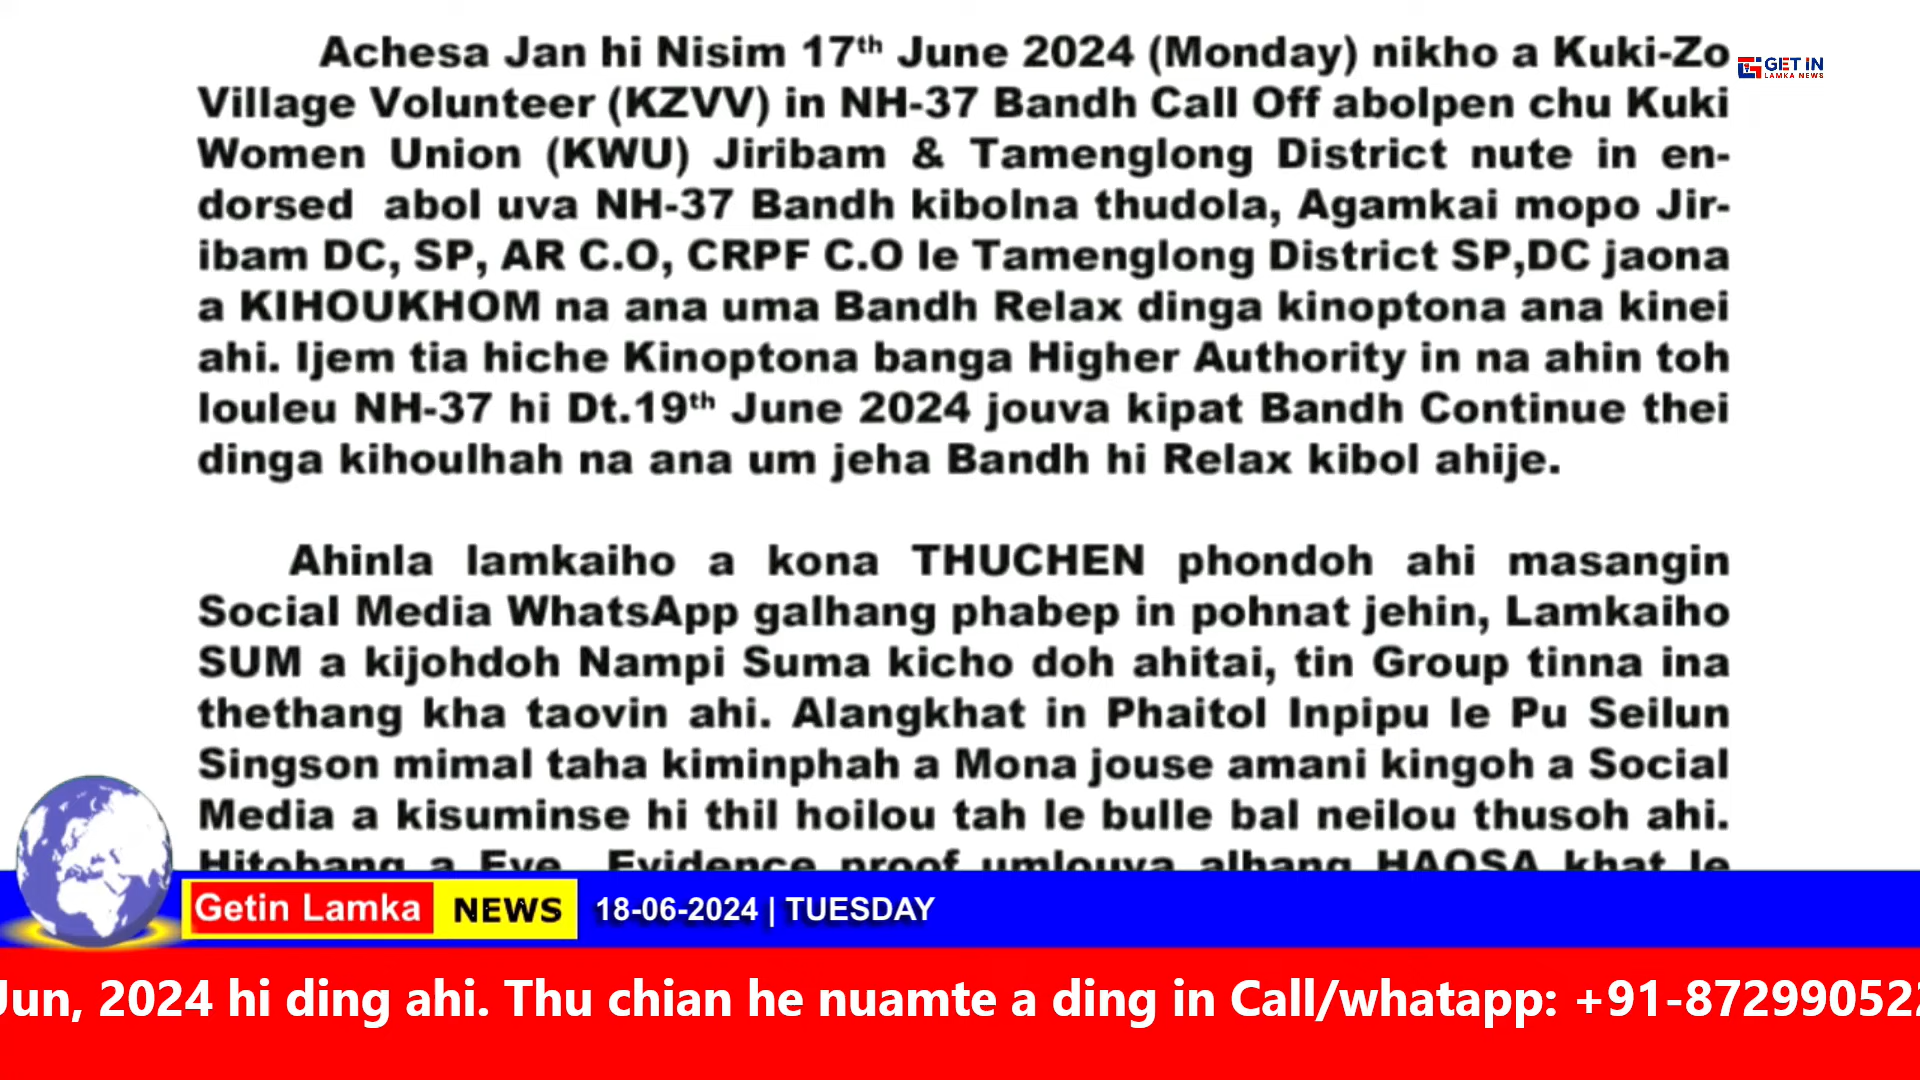 Achesa Jan hi Nisim 17th June 2024 (Monday) nikho a Kuki-Zo
Village Volunteer (KZVV) in NH-37 Bandh Call Off abolpen chu Kuki
Women Union (KWU) Jiribam & Tamenglong District nute in en-
dorsed abol uva NH-37 Bandh kibolna thudola, Agamkai mopo Jir-
ibam DC, SP, AR C.O, CRPF C.O le Tamenglong District SP,DC jaona
a KIHOUKHOM na ana uma Bandh Relax dinga kinoptona ana kinei
ahi. Ijem tia hiche Kinoptona banga Higher Authority in na ahin toh
louleu NH-37 hi Dt.19th June 2024 jouva kipat Bandh Continue thei
dinga kihoulhah na ana um jeha Bandh hi Relax kibol ahije.
Ahinla lamkaiho a kona THUCHEN phondoh ahi masangin
Social Media WhatsApp galhang phabep in pohnat jehin, Lamkaiho
SUM a kijohdoh Nampi Suma kicho doh ahitai, tin Group tinna ina
thethang kha taovin ahi. Alangkhat in Phaitol Inpipu le Pu Seilun
Singson mimal taha kiminphah a Mona jouse amani kingoh a Social
Media a kisuminse hi thil hoilou tah le bulle bal neilou thusoh ahi.
Hitobang a Eye Evidence proof umlouva alhang HAOSA khat le
GET IN
LAMKA NEWS
Getin Lamka NEWS 18-06-2024 | TUESDAY
Jun, 2024 hi ding ahi. Thu chian he nuamte a ding in Call/whatapp: +91-872990522